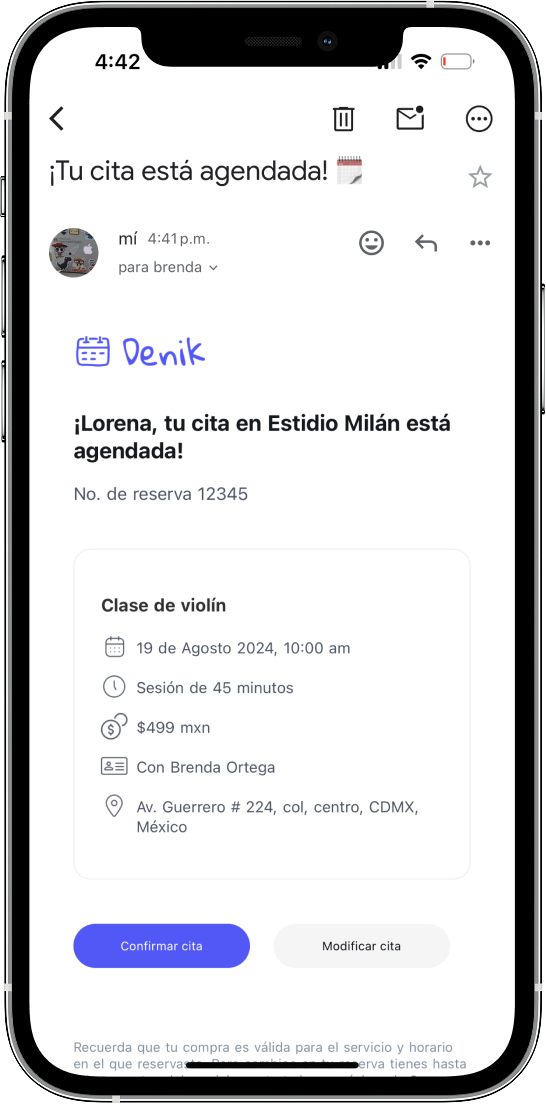 4:42
¡Tu cita está agendada!
mí 4:41 p.m.
para brenda
Denik
¡Lorena, tu cita en Estidio Milán está
agendada!
No. de reserva 12345
Clase de violín
19 de Agosto 2024, 10:00 am
Sesión de 45 minutos
$499 mxn
Con Brenda Ortega
Av. Guerrero # 224, col, centro, CDMX,
México
Confirmar cita
Modificar cita
Recuerda que tu compra es válida para el servicio y horario
en el que reservaste. Para cambios en tu reserva tienes hasta